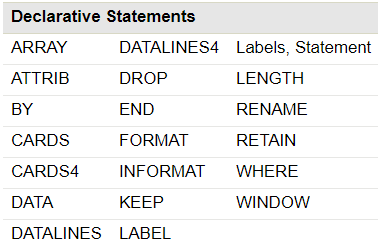 Declarative Statements
ARRAY DATALINES4 Labels, Statement
ATTRIB DROP LENGTH
BY END RENAME
CARDS FORMAT RETAIN
CARDS4 INFORMAT WHERE
DATA KEEP WINDOW
DATALINES LABEL